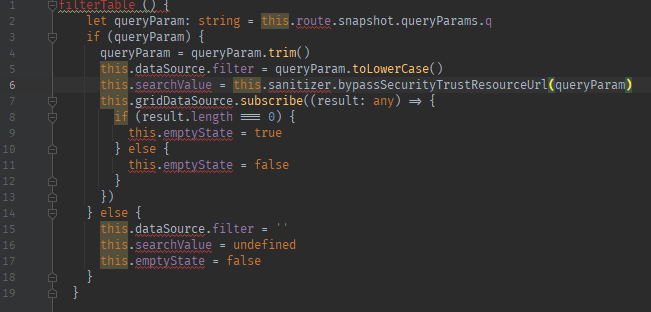 1 filterTable () {
2 let queryParam: string = this.route.snapshot.queryParams.q
3 if (queryParam) {
4 queryParam = queryParam.trim()
5 this.dataSource.filter = queryParam.toLowerCase()
6 this.searchValue = this.sanitizer.bypassSecurityTrustResourceUrl(queryParam)
7 this.gridDataSource.subscribe((result: any) => {
8 if (result.length === 0) {
9 this.emptyState = true
10 } else {
11 this.emptyState = false
12 }
13 })
14 } else {
15 this.dataSource.filter = ''
16 this.searchValue = undefined
17 this.emptyState = false
18 }
19 }